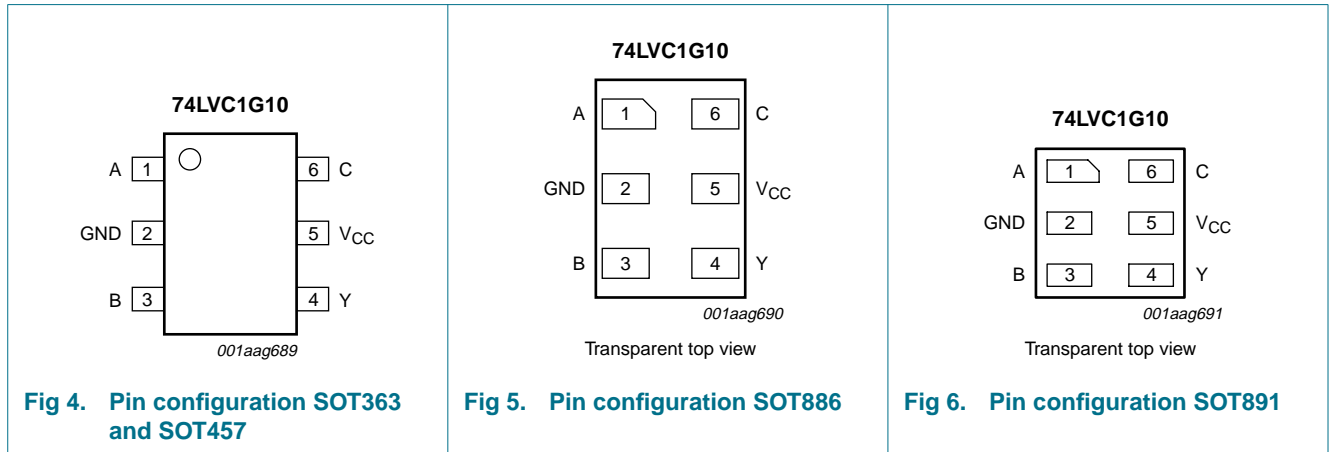 74LVC1G10
A 1 6 C
GND 2 5 VCC
B 3 4 Y
001aag689
Fig 4. Pin configuration SOT363
and SOT457
74LVC1G10
A 1 6 C
GND 2 5 VCC
B 3 4 Y
001aag690
Transparent top view
Fig 5. Pin configuration SOT886
74LVC1G10
A 1 6 C
GND 2 5 VCC
B 3 4 Y
001aag691
Transparent top view
Fig 6. Pin configuration SOT891